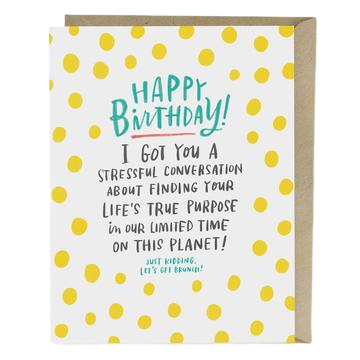 HAPPY
BIRTHDAY!
I GOT YOU A
STRESSFUL CONVERSATION
ABOUT FINDING YOUR
LIFE'S TRUE PURPOSE
in OUR LIMITED TIME
ON THIS PLANET!
JUST KIDDING,
LET'S GET BRUNCH!